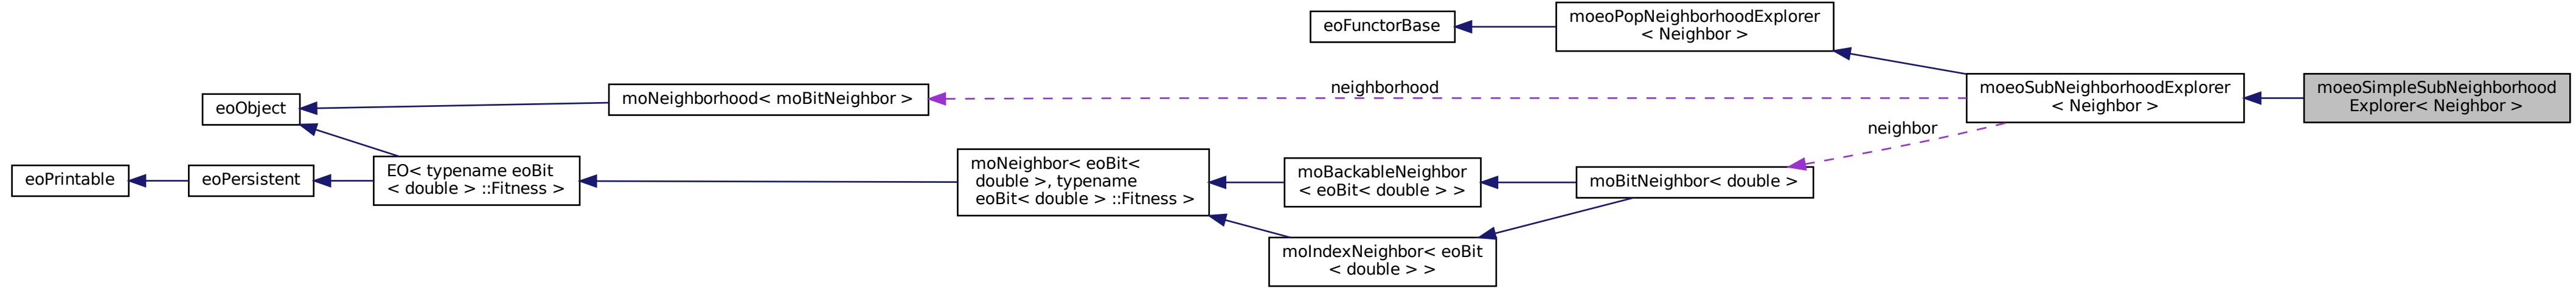 eoFunctorBase
moeoPopNeighborhoodExplorer
< Neighbor >
eoObject
moNeighborhood< moBitNeighbor >
neighborhood
moeoSubNeighborhoodExplorer
< Neighbor >
moeoSimpleSubNeighborhood
Explorer< Neighbor >
neighbor
eoPrintable
eoPersistent
EO< typename eoBit
< double > ::Fitness >
moNeighbor< eoBit<
double >, typename
eoBit< double > ::Fitness >
moBackableNeighbor
< eoBit< double > >
moBitNeighbor< double >
moIndexNeighbor< eoBit
< double > >